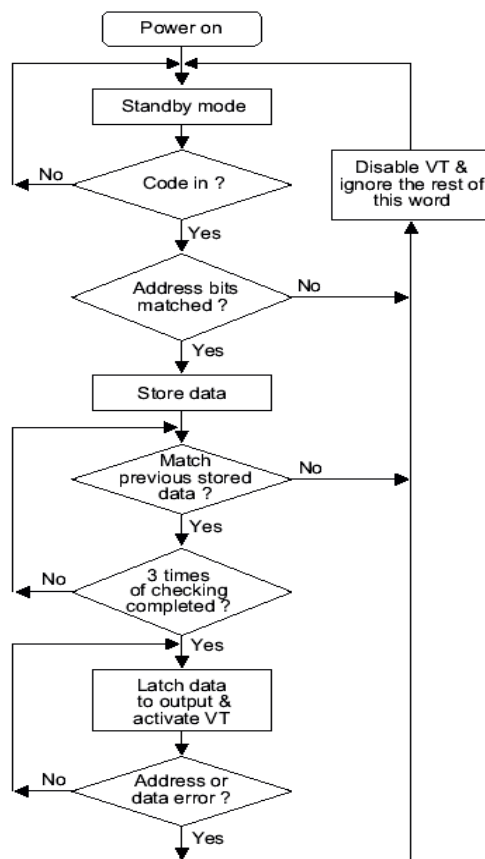 Power on
Standby mode
No
Code in ?
Yes
Disable VT &
ignore the rest of
this word
Address bits
matched ?
No
Yes
Store data
Match
previous stored
data ?
No
Yes
3 times
of checking
completed ?
No
Yes
Latch data
to output &
activate VT
No
Address or
data error ?
Yes